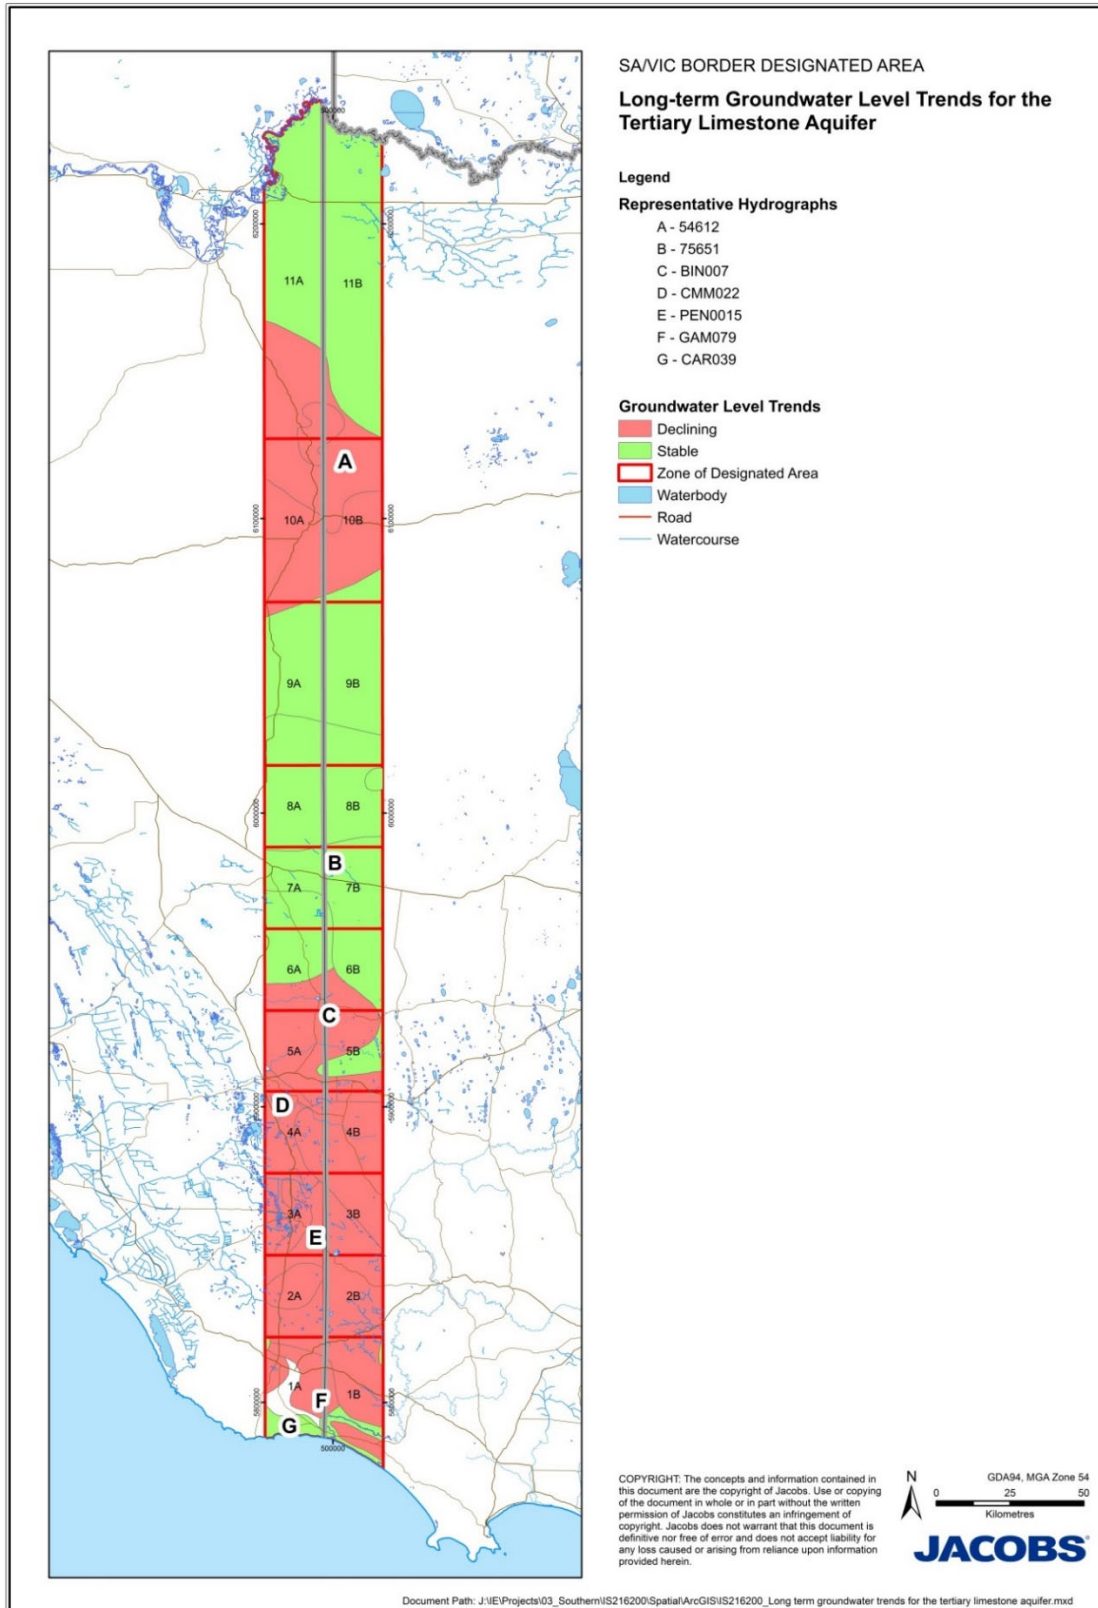 SA/VIC BORDER DESIGNATED AREA
Long-term Groundwater Level Trends for the
Tertiary Limestone Aquifer
Legend
Representative Hydrographs
A - 54612
B - 75651
C - BIN007
D - CMM022
E - PEN0015
F - GAM079
G - CAR039
Groundwater Level Trends
Declining
Stable
Zone of Designated Area
Waterbody
Road
Watercourse
6200000
11A
11B
A
6100000
10A
10B
6100000
9A
9B
6000000
8A
8B
6000000
B
7A
7B
6A
6B
C
5A
5B
D
4A
4B
3A
3B
E
2A
2B
1A
1B
5800000
F
G
500000
COPYRIGHT: The concepts and information contained in
this document are the copyright of Jacobs. Use or copying
of the document in whole or in part without the written
permission of Jacobs constitutes an infringement of
copyright. Jacobs does not warrant that this document is
definitive nor free of error and does not accept liability for
any loss caused or arising from reliance upon information
provided herein.
N
GDA94, MGA Zone 54
0 25 50
Kilometres
JACOBS
Document Path: J:\IE\Projects\03_Southern\IS216200\Spatial\ArcGIS\IS216200_Long term groundwater trends for the tertiary limestone aquifer.mxd